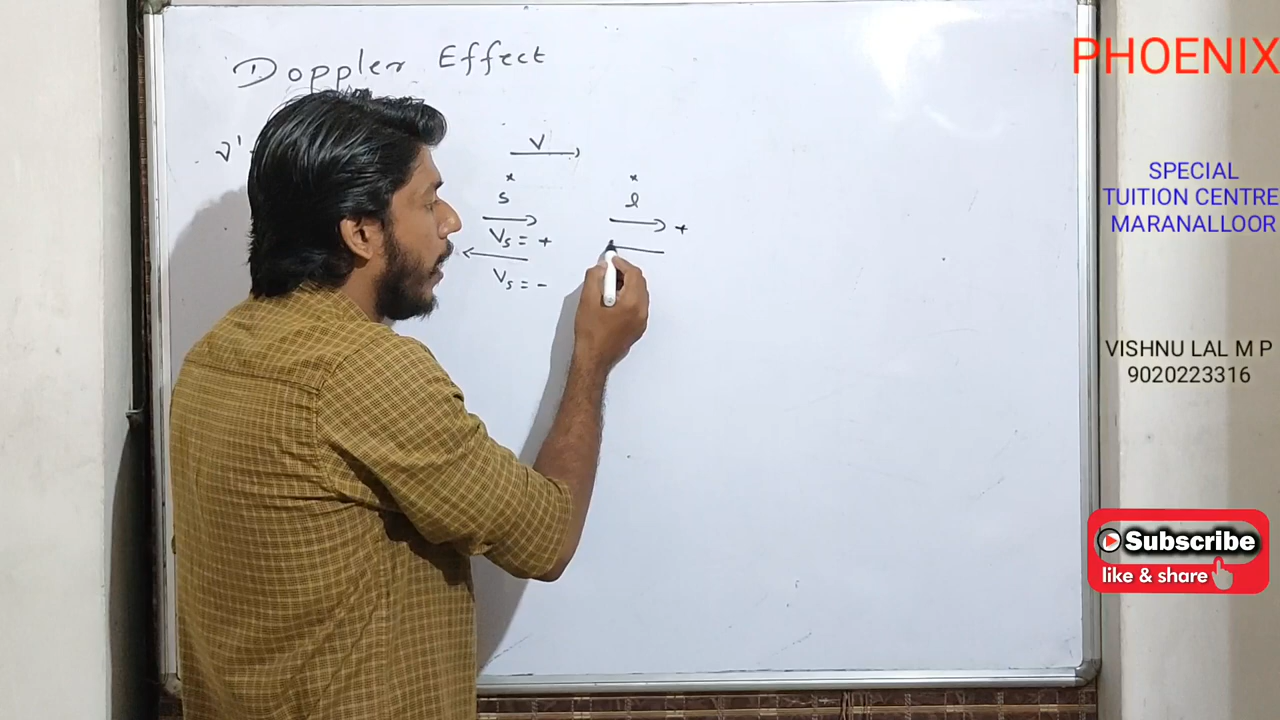 Doppler Effect
ν'
V
* *
s l
+
Vs = +
Vs = -
PHOENIX
SPECIAL
TUITION CENTRE
MARANALLOOR
VISHNU LAL M P
9020223316
Subscribe
like & share